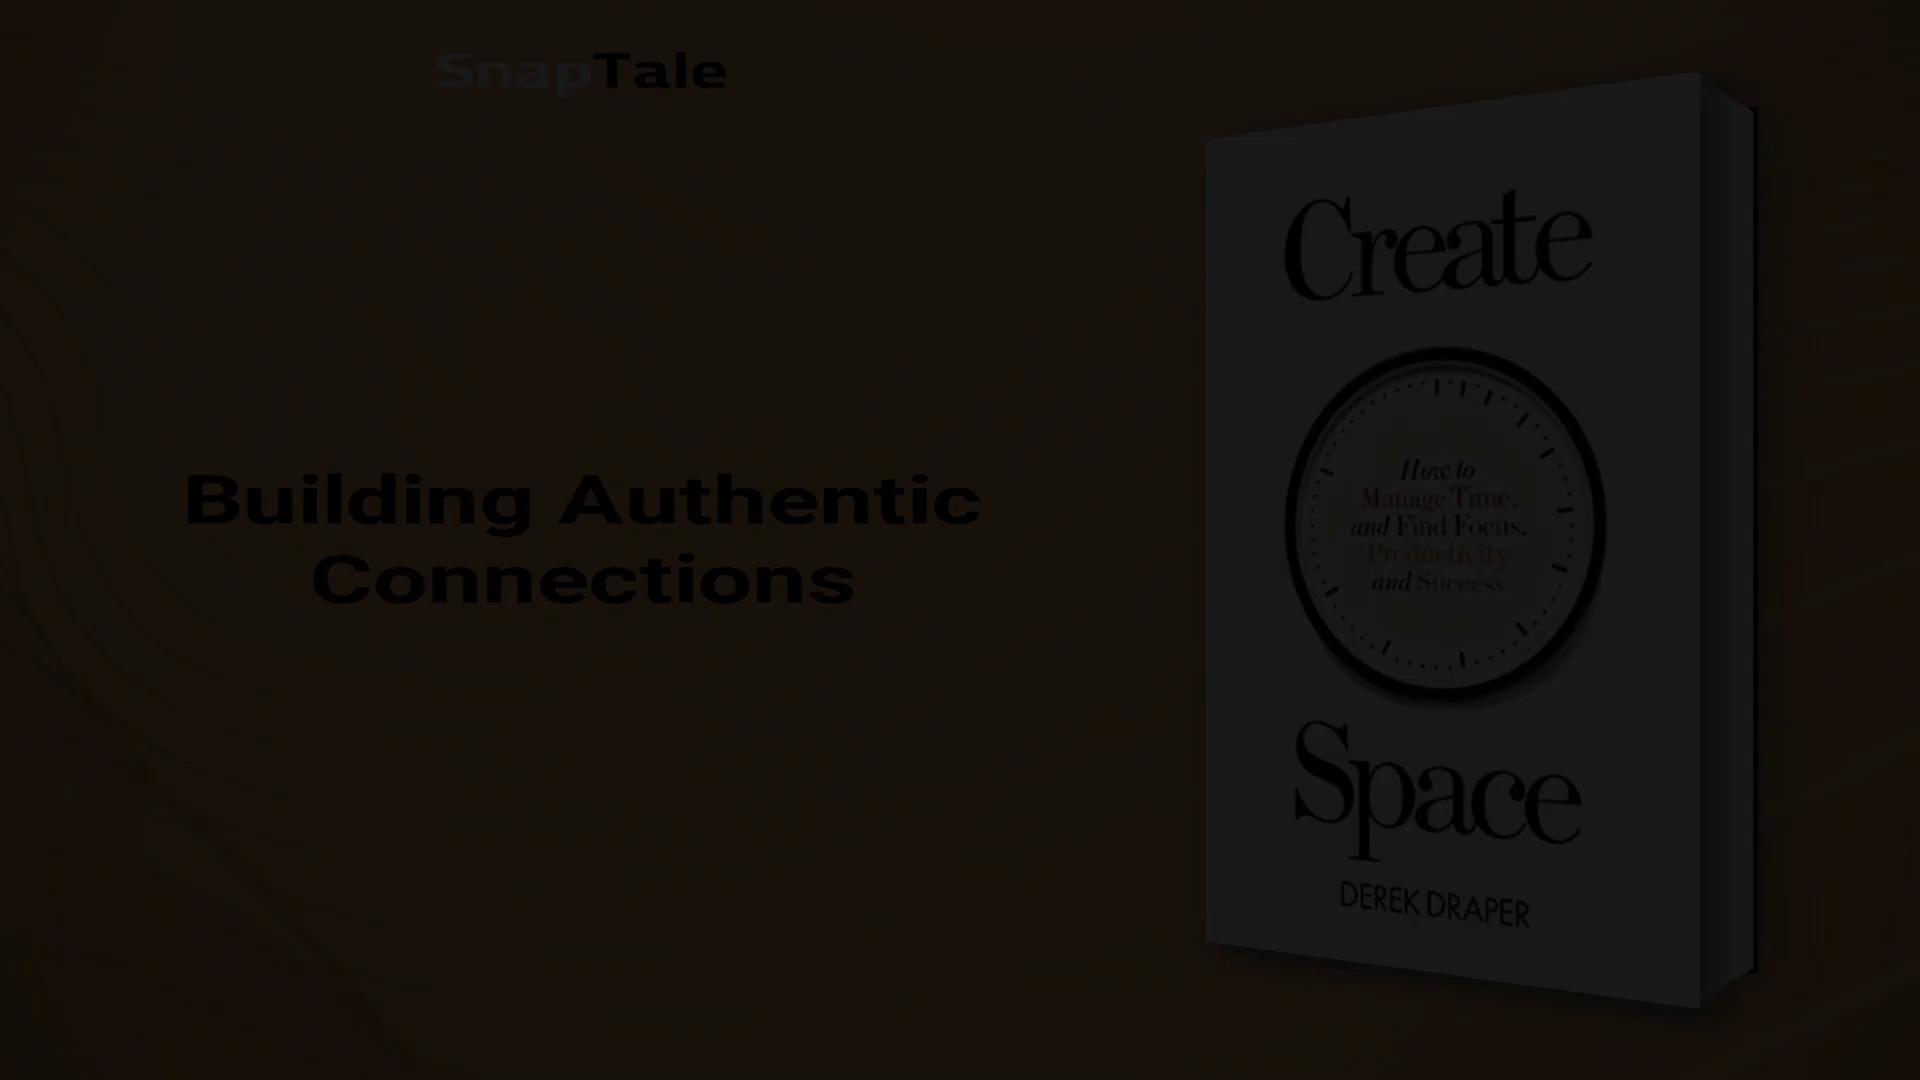 SnapTale
Building Authentic
Connections
Create
How to
Manage Time,
and Find Focus,
Productivity
and Success
Space
DEREK DRAPER